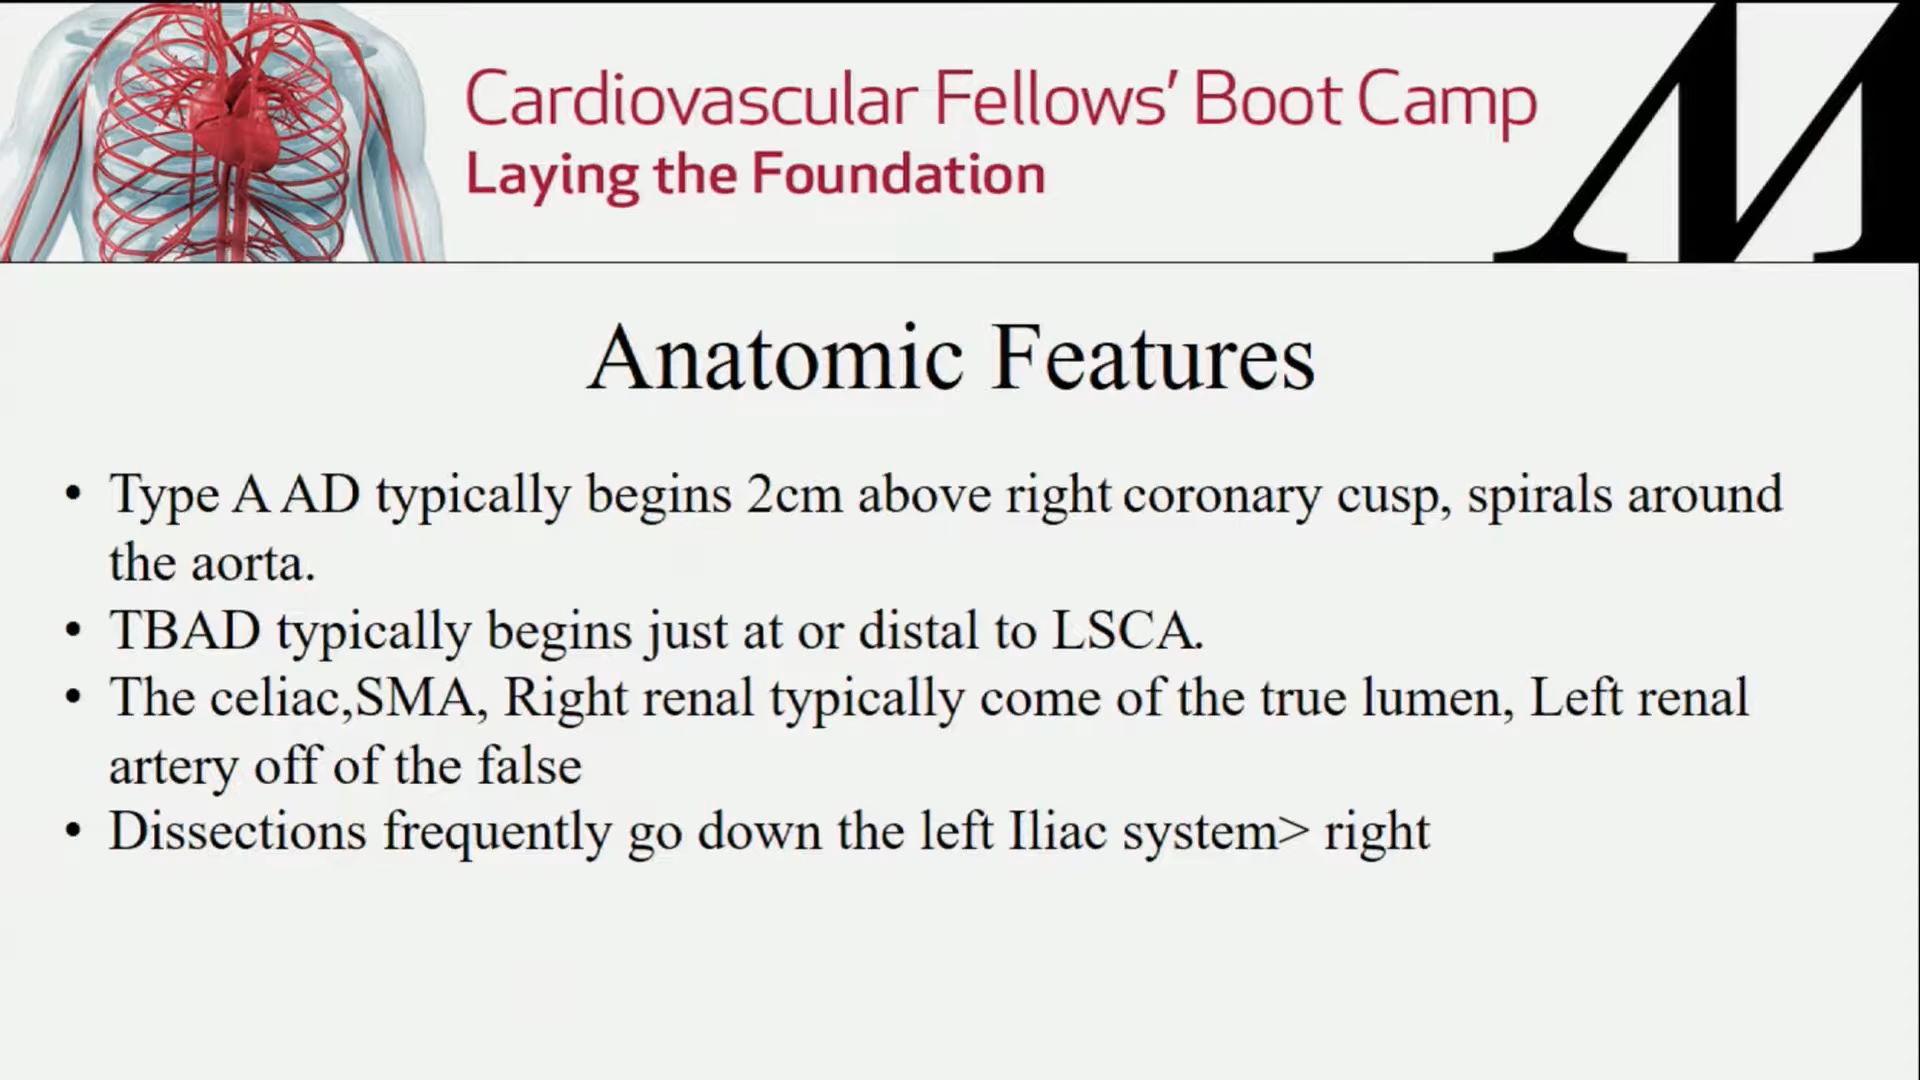 Cardiovascular Fellows' Boot Camp
Laying the Foundation
M
Anatomic Features
• Type A AD typically begins 2cm above right coronary cusp, spirals around
the aorta.
• TBAD typically begins just at or distal to LSCA.
• The celiac,SMA, Right renal typically come of the true lumen, Left renal
artery off of the false
• Dissections frequently go down the left Iliac system> right